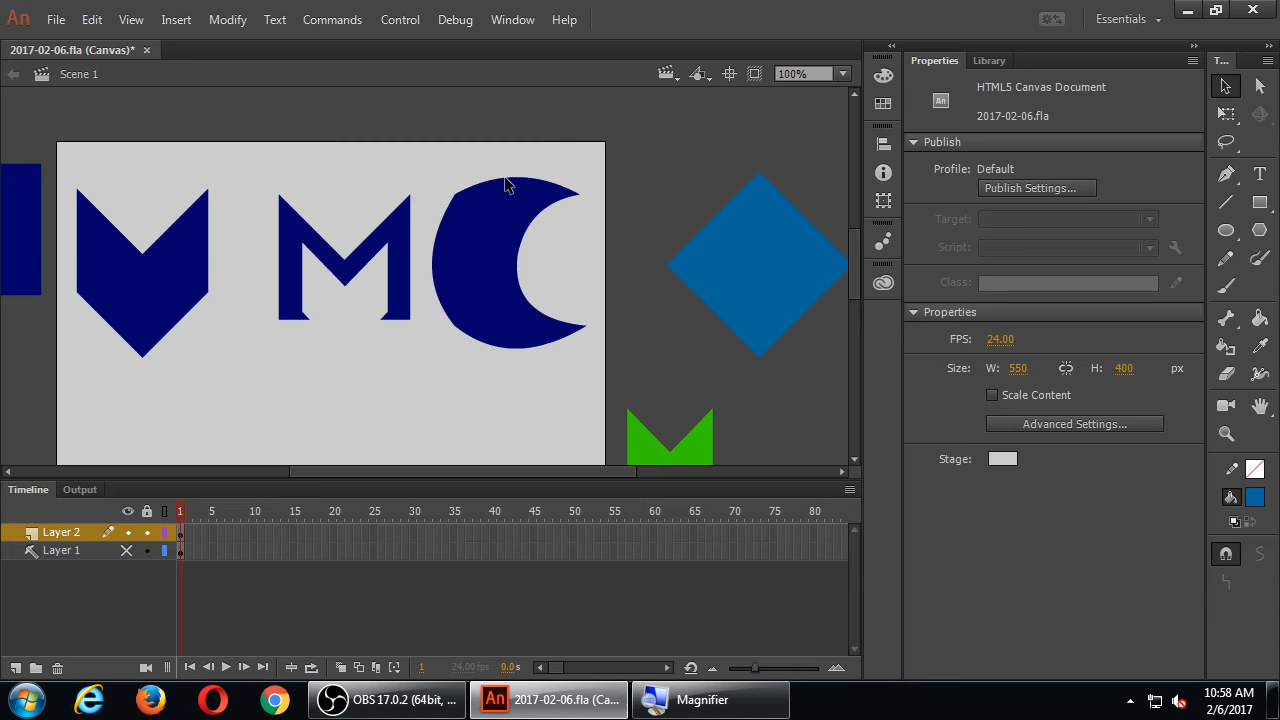 An File Edit View Insert Modify Text Commands Control Debug Window Help Essentials
2017-02-06.fla (Canvas)* ×
Scene 1 100%
M C
Properties Library T...
An HTML5 Canvas Document
2017-02-06.fla
Publish
Profile: Default
Publish Settings...
Target:
Script:
Class:
Properties
FPS: 24.00
Size: W: 550 H: 400 px
Scale Content
Advanced Settings...
Stage:
Timeline Output
1 5 10 15 20 25 30 35 40 45 50 55 60 65 70 75 80
Layer 2
Layer 1
1 24.00 fps 0.0 s
OBS 17.0.2 (64bit, ... An 2017-02-06.fla (Ca... Magnifier
10:58 AM
2/6/2017